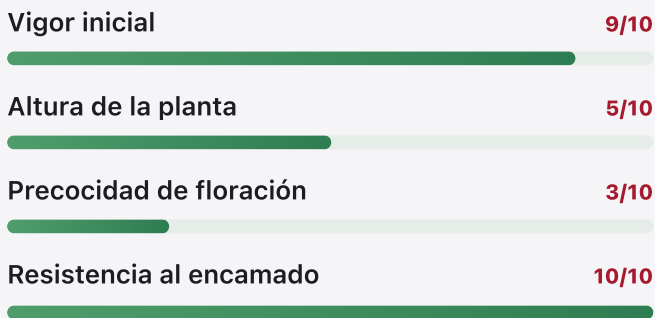 Vigor inicial 9/10
Altura de la planta 5/10
Precocidad de floración 3/10
Resistencia al encamado 10/10